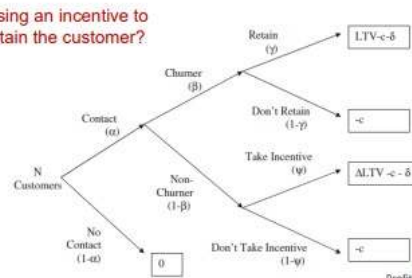 sing an incentive to
tain the customer?
Retain
(γ)
LTV-c-δ
Churner
(β)
Don't Retain
(1-γ)
-c
Contact
(α)
Take Incentive
(ψ)
ΔLTV -c - δ
N
Customers
Non-
Churner
(1-β)
No
Contact
(1-α)
0
Don't Take Incentive
(1-ψ)
-c